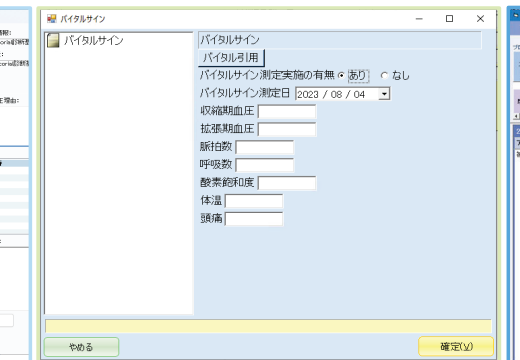 バイタルサイン
バイタルサイン
バイタルサイン
バイタル引用
バイタルサイン測定実施の有無 あり なし
バイタルサイン測定日 2023 / 08 / 04
収縮期血圧
拡張期血圧
脈拍数
呼吸数
酸素飽和度
体温
頭痛
やめる
確定(V)